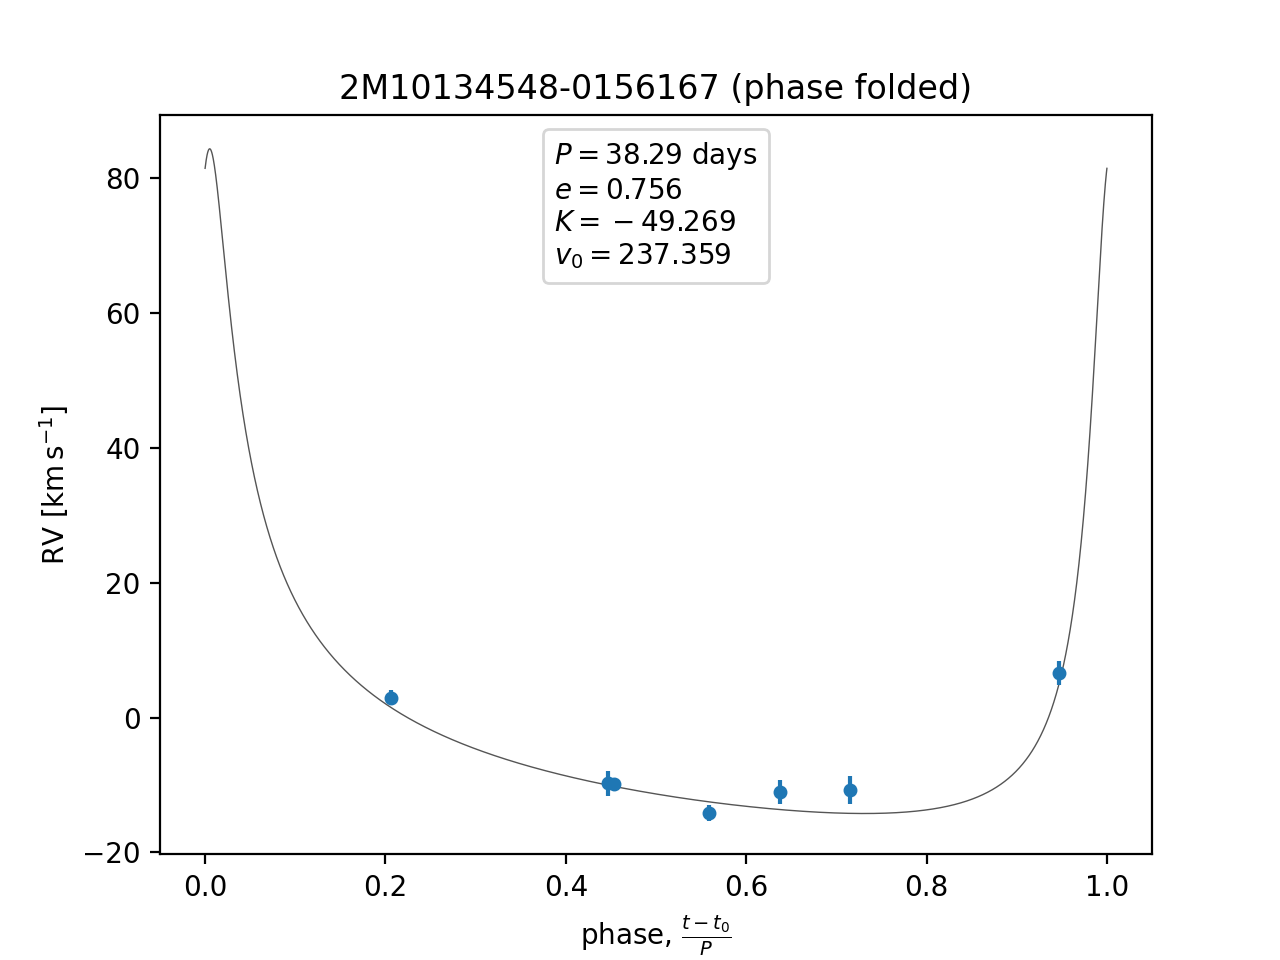 2M10134548-0156167 (phase folded)
P = 38.29 days
e = 0.756
K = −49.269
v₀ = 237.359
80
60
40
20
0
−20
RV [km s⁻¹]
0.0 0.2 0.4 0.6 0.8 1.0
phase, (t − t₀)/P